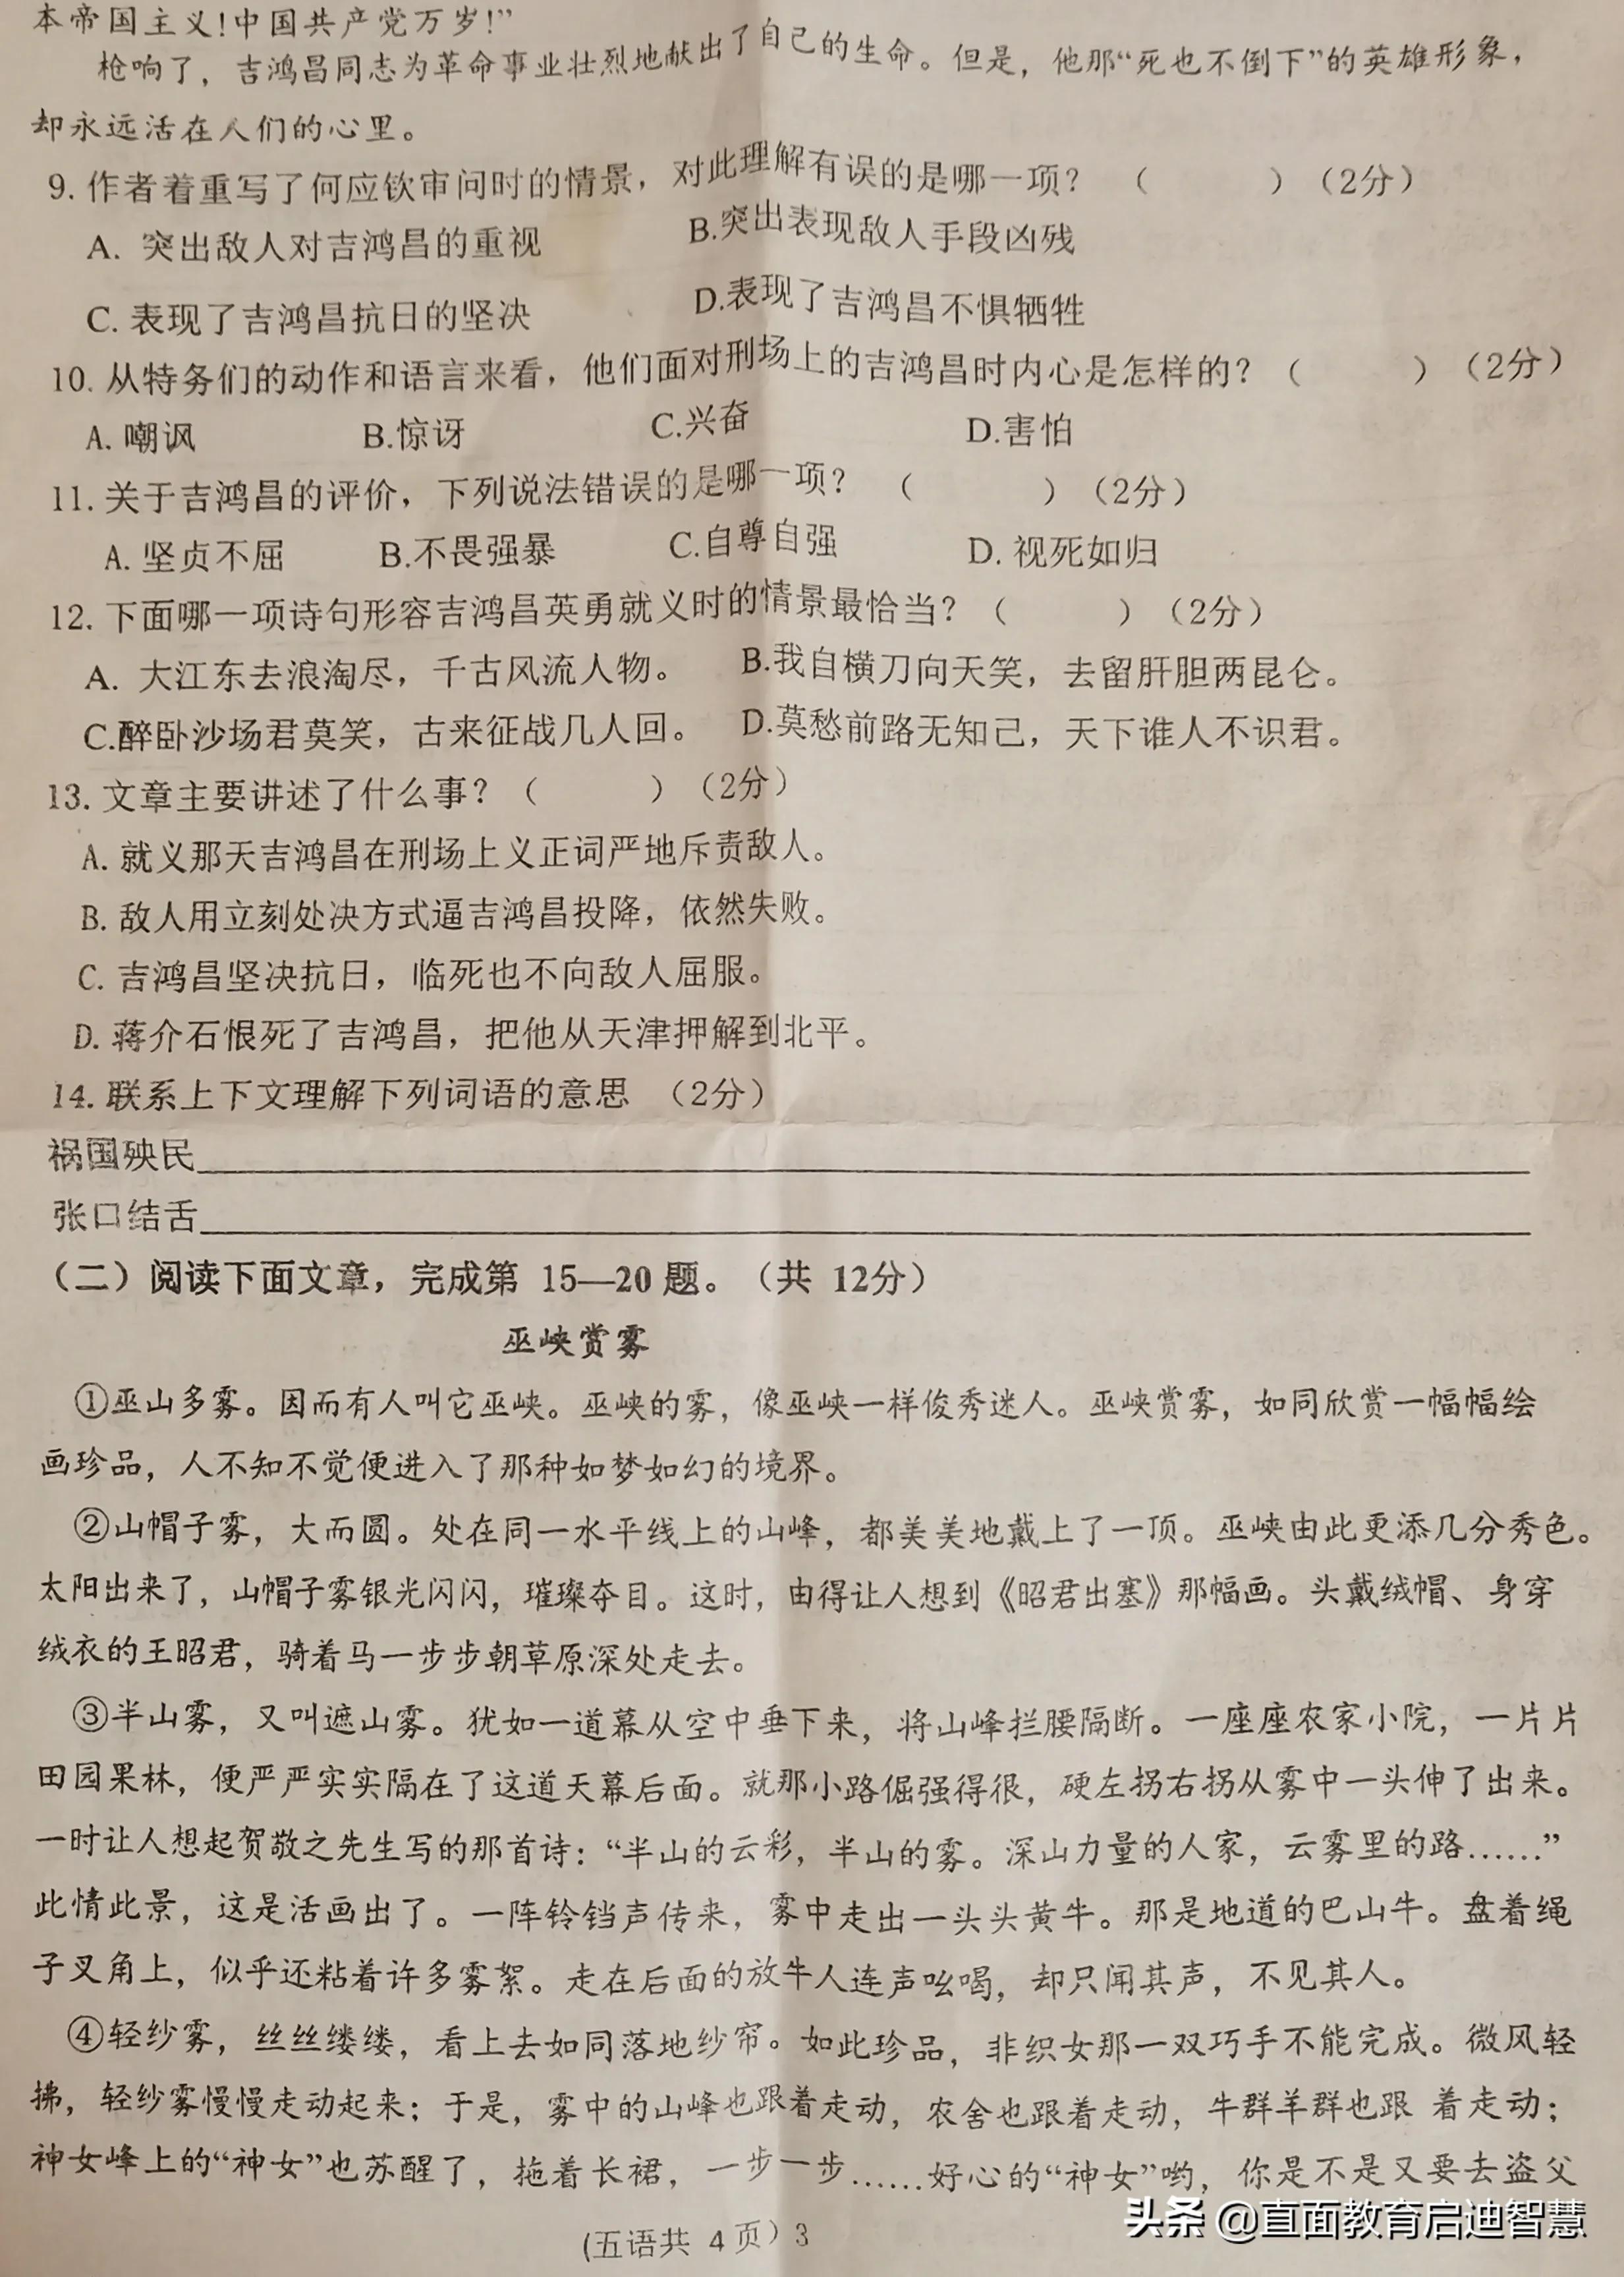 本帝国主义!中国共产党万岁!”
枪响了，吉鸿昌同志为革命事业壮烈地献出了自己的生命。但是，他那“死也不倒下”的英雄形象，
却永远活在人们的心里。
9. 作者着重写了何应钦审问时的情景，对此理解有误的是哪一项？（　　）（2分）
A. 突出敌人对吉鸿昌的重视　B.突出表现敌人手段凶残
C. 表现了吉鸿昌抗日的坚决　D.表现了吉鸿昌不惧牺牲
10. 从特务们的动作和语言来看，他们面对刑场上的吉鸿昌时内心是怎样的？（　　）（2分）
A. 嘲讽　B.惊讶　C.兴奋　D.害怕
11. 关于吉鸿昌的评价，下列说法错误的是哪一项？（　　）（2分）
A. 坚贞不屈　B.不畏强暴　C.自尊自强　D. 视死如归
12. 下面哪一项诗句形容吉鸿昌英勇就义时的情景最恰当？（　　）（2分）
A. 大江东去浪淘尽，千古风流人物。　B.我自横刀向天笑，去留肝胆两昆仑。
C.醉卧沙场君莫笑，古来征战几人回。　D.莫愁前路无知己，天下谁人不识君。
13. 文章主要讲述了什么事？（　　）（2分）
A. 就义那天吉鸿昌在刑场上义正词严地斥责敌人。
B. 敌人用立刻处决方式逼吉鸿昌投降，依然失败。
C. 吉鸿昌坚决抗日，临死也不向敌人屈服。
D. 蒋介石恨死了吉鸿昌，把他从天津押解到北平。
14. 联系上下文理解下列词语的意思 （2分）
祸国殃民
张口结舌
（二）阅读下面文章，完成第 15—20 题。（共 12分）
巫峡赏雾
①巫山多雾。因而有人叫它巫峡。巫峡的雾，像巫峡一样俊秀迷人。巫峡赏雾，如同欣赏一幅幅绘
画珍品，人不知不觉便进入了那种如梦如幻的境界。
②山帽子雾，大而圆。处在同一水平线上的山峰，都美美地戴上了一顶。巫峡由此更添几分秀色。
太阳出来了，山帽子雾银光闪闪，璀璨夺目。这时，由得让人想到《昭君出塞》那幅画。头戴绒帽、身穿
绒衣的王昭君，骑着马一步步朝草原深处走去。
③半山雾，又叫遮山雾。犹如一道幕从空中垂下来，将山峰拦腰隔断。一座座农家小院，一片片
田园果林，便严严实实隔在了这道天幕后面。就那小路倔强得很，硬左拐右拐从雾中一头伸了出来。
一时让人想起贺敬之先生写的那首诗：“半山的云彩，半山的雾。深山力量的人家，云雾里的路……”
此情此景，这是活画出了。一阵铃铛声传来，雾中走出一头头黄牛。那是地道的巴山牛。盘着绳
子叉角上，似乎还粘着许多雾絮。走在后面的放牛人连声吆喝，却只闻其声，不见其人。
④轻纱雾，丝丝缕缕，看上去如同落地纱帘。如此珍品，非织女那一双巧手不能完成。微风轻
拂，轻纱雾慢慢走动起来；于是，雾中的山峰也跟着走动，农舍也跟着走动，牛群羊群也跟 着走动；
神女峰上的“神女”也苏醒了，拖着长裙，一步一步……好心的“神女”哟，你是不是又要去盗父
(五语共 4 页）3
头条 @直面教育启迪智慧